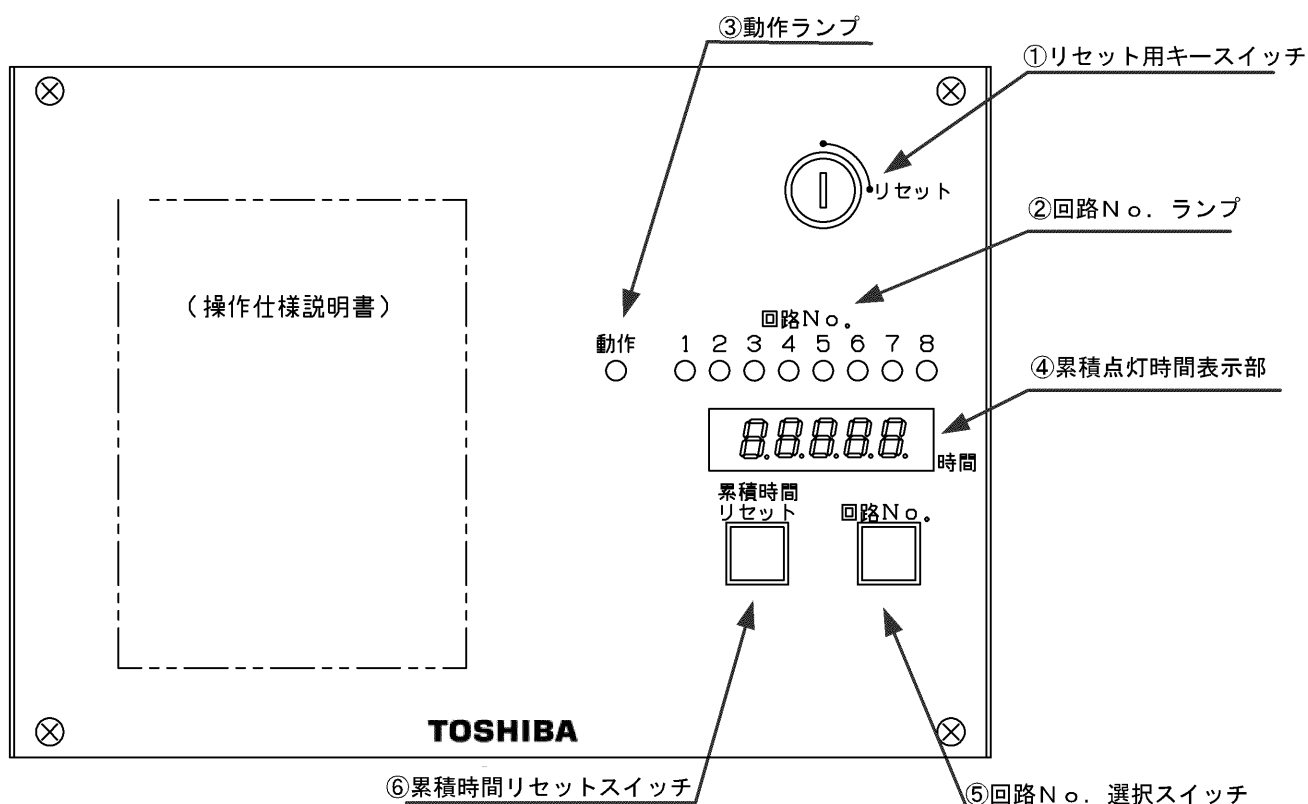 ③動作ランプ
①リセット用キースイッチ
リセット
②回路No．ランプ
（操作仕様説明書）
回路No.
動作 1 2 3 4 5 6 7 8
④累積点灯時間表示部
8.8.8.8.8.
時間
累積時間
リセット
回路No.
TOSHIBA
⑥累積時間リセットスイッチ
⑤回路No．選択スイッチ